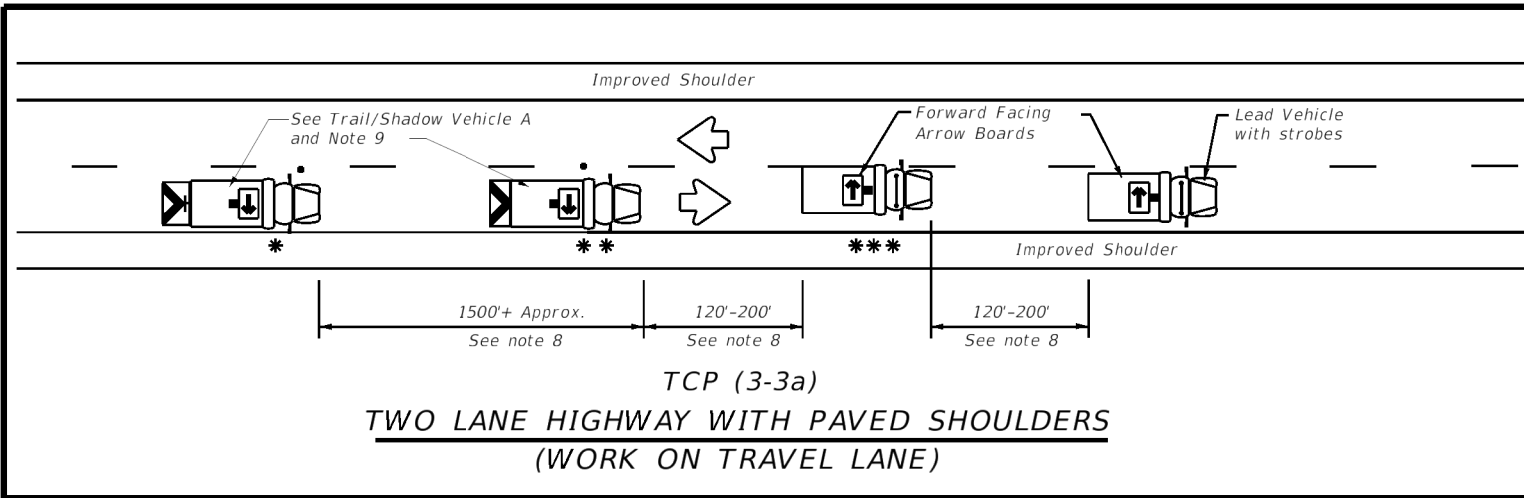 Improved Shoulder
See Trail/Shadow Vehicle A
and Note 9
Forward Facing
Arrow Boards
Lead Vehicle
with strobes
*
* *
***
Improved Shoulder
1500'+ Approx.
See note 8
120'-200'
See note 8
120'-200'
See note 8
TCP (3-3a)
TWO LANE HIGHWAY WITH PAVED SHOULDERS
(WORK ON TRAVEL LANE)